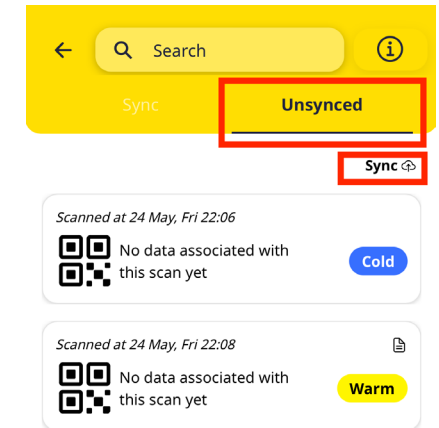 Search
Sync
Unsynced
Sync
Scanned at 24 May, Fri 22:06
No data associated with
this scan yet
Cold
Scanned at 24 May, Fri 22:08
No data associated with
this scan yet
Warm